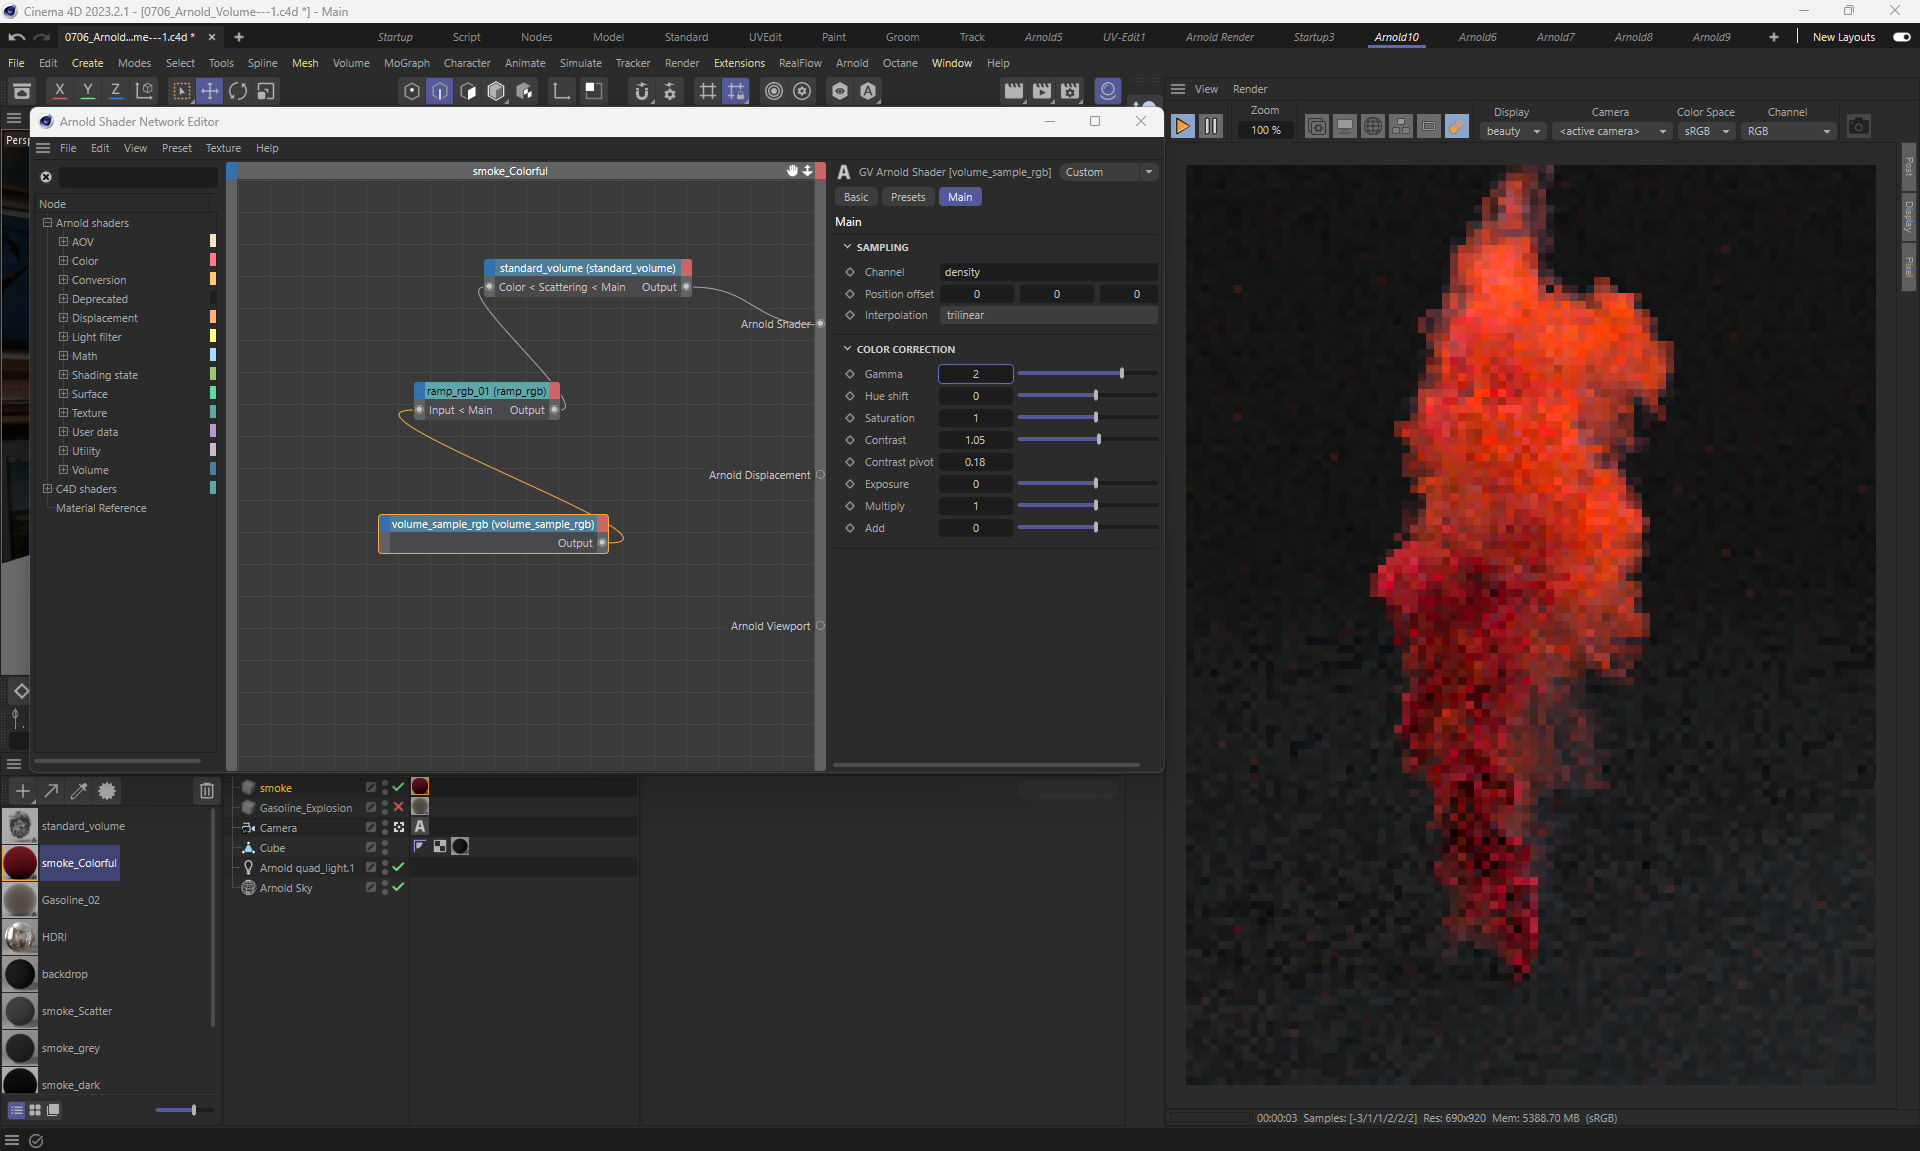 Cinema 4D 2023.2.1 - [0706_Arnold_Volume---1.c4d *] - Main
0706_Arnold...me---1.c4d *
Startup Script Nodes Model Standard UVEdit Paint Groom Track Arnold5 UV-Edit1 Arnold Render Startup3 Arnold10 Arnold6 Arnold7 Arnold8 Arnold9 New Layouts
File Edit Create Modes Select Tools Spline Mesh Volume MoGraph Character Animate Simulate Tracker Render Extensions RealFlow Arnold Octane Window Help
X Y Z
View Render
Zoom Display Camera Color Space Channel
100 % beauty <active camera> sRGB RGB
Pers
Arnold Shader Network Editor
File Edit View Preset Texture Help
Node
Arnold shaders
AOV
Color
Conversion
Deprecated
Displacement
Light filter
Math
Shading state
Surface
Texture
User data
Utility
Volume
C4D shaders
Material Reference
smoke_Colorful
standard_volume (standard_volume)
Color < Scattering < Main Output
Arnold Shader
ramp_rgb_01 (ramp_rgb)
Input < Main Output
Arnold Displacement
volume_sample_rgb (volume_sample_rgb)
Output
Arnold Viewport
GV Arnold Shader [volume_sample_rgb] Custom
Basic Presets Main
Main
SAMPLING
Channel density
Position offset 0 0 0
Interpolation trilinear
COLOR CORRECTION
Gamma 2
Hue shift 0
Saturation 1
Contrast 1.05
Contrast pivot 0.18
Exposure 0
Multiply 1
Add 0
Post
Display
Pixel
0
standard_volume
smoke_Colorful
Gasoline_02
HDRI
backdrop
smoke_Scatter
smoke_grey
smoke_dark
smoke
Gasoline_Explosion
Camera
Cube
Arnold quad_light.1
Arnold Sky
00:00:03 Samples: [-3/1/1/2/2/2] Res: 690x920 Mem: 5388.70 MB (sRGB)